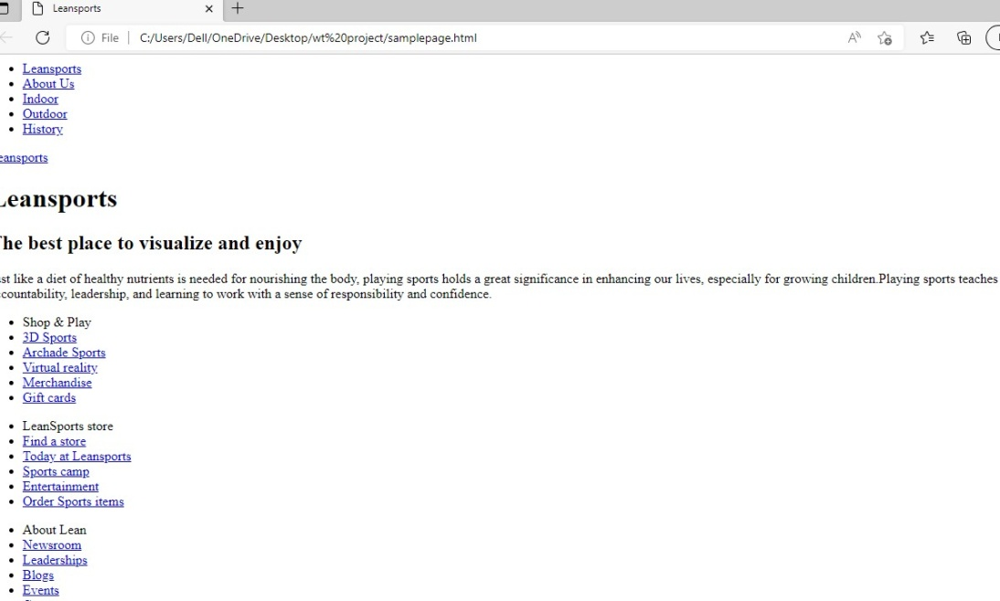 Leansports
File C:/Users/Dell/OneDrive/Desktop/wt%20project/samplepage.html
Leansports
About Us
Indoor
Outdoor
History
eansports
Leansports
The best place to visualize and enjoy
st like a diet of healthy nutrients is needed for nourishing the body, playing sports holds a great significance in enhancing our lives, especially for growing children.Playing sports teaches
countability, leadership, and learning to work with a sense of responsibility and confidence.
Shop & Play
3D Sports
Archade Sports
Virtual reality
Merchandise
Gift cards
LeanSports store
Find a store
Today at Leansports
Sports camp
Entertainment
Order Sports items
About Lean
Newsroom
Leaderships
Blogs
Events